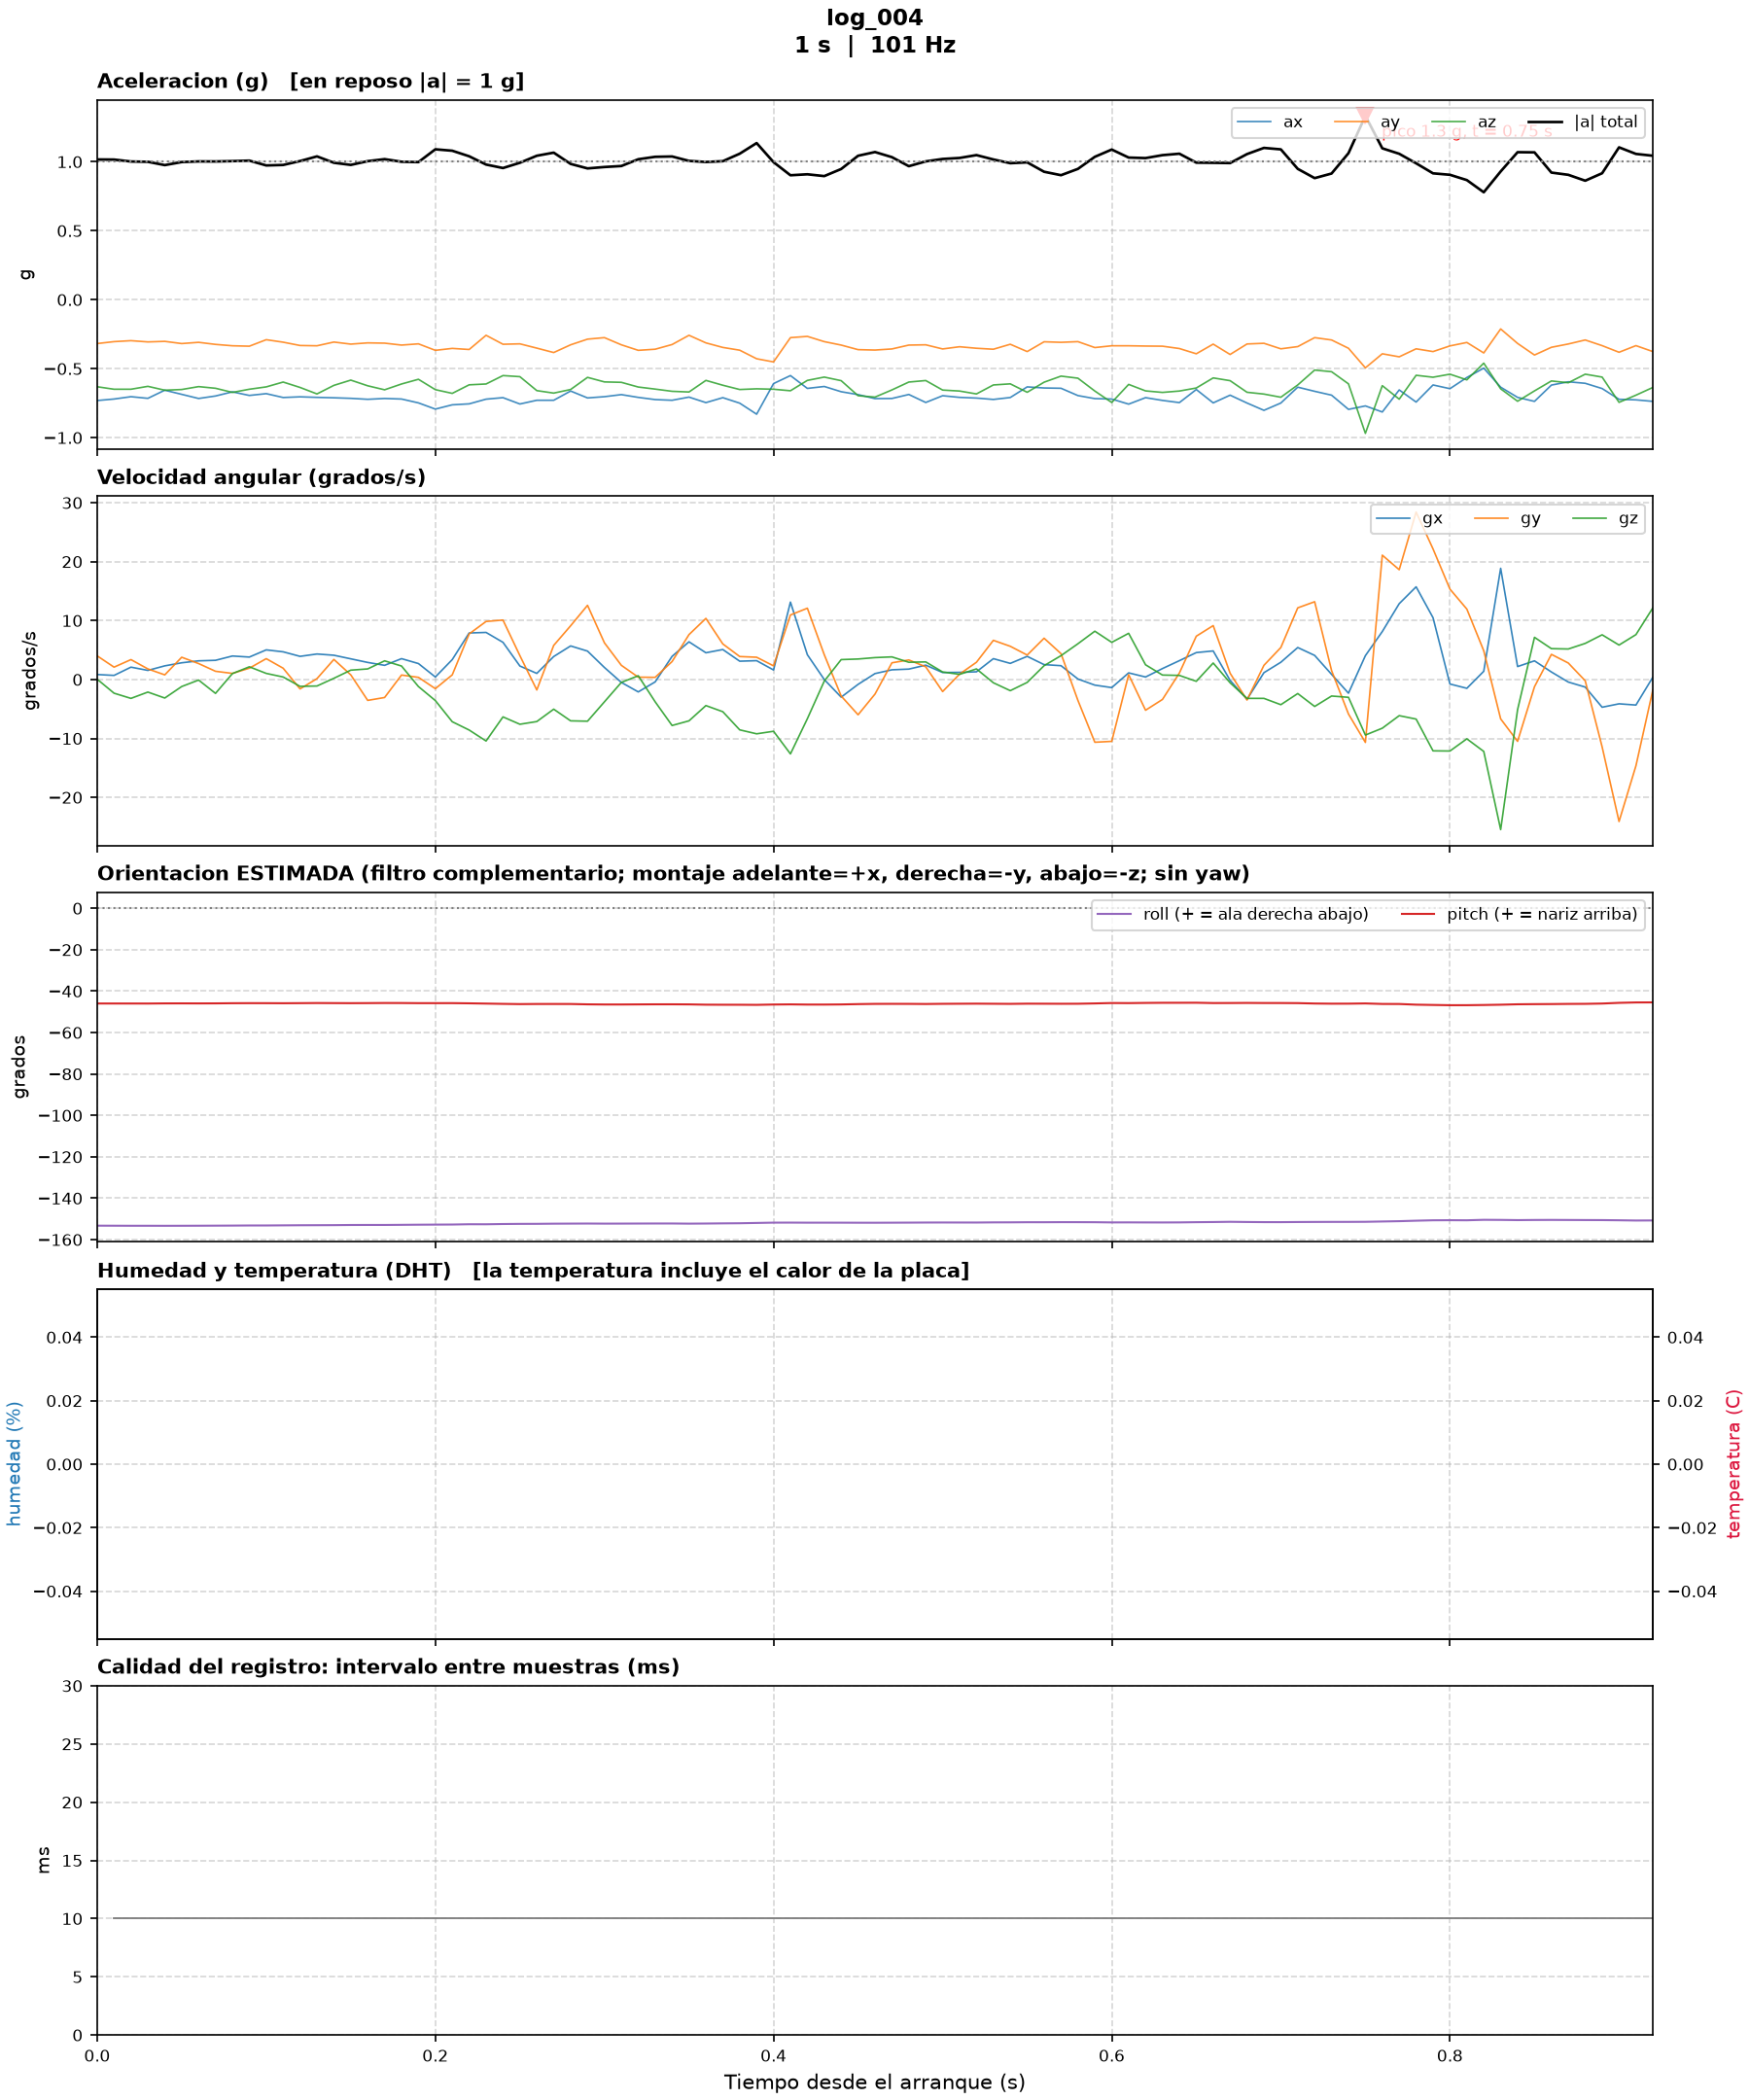 log_004
1 s  |  101 Hz
Aceleracion (g)   [en reposo |a| = 1 g]
ax
ay
az
|a| total
pico 1.3 g, t = 0.75 s
1.0
0.5
0.0
−0.5
−1.0
g
Velocidad angular (grados/s)
gx
gy
gz
30
20
10
0
−10
−20
grados/s
Orientacion ESTIMADA (filtro complementario; montaje adelante=+x, derecha=-y, abajo=-z; sin yaw)
roll (+ = ala derecha abajo)
pitch (+ = nariz arriba)
0
−20
−40
−60
−80
−100
−120
−140
−160
grados
Humedad y temperatura (DHT)   [la temperatura incluye el calor de la placa]
0.04
0.02
0.00
−0.02
−0.04
humedad (%)
0.04
0.02
0.00
−0.02
−0.04
temperatura (C)
Calidad del registro: intervalo entre muestras (ms)
30
25
20
15
10
5
0
ms
0.0
0.2
0.4
0.6
0.8
Tiempo desde el arranque (s)